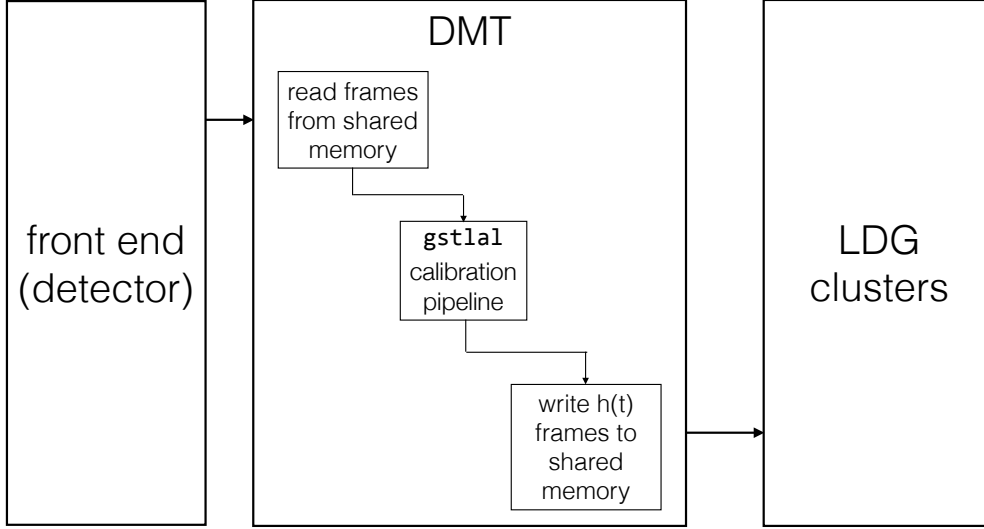 front end
(detector)
DMT
read frames
from shared
memory
gstlal
calibration
pipeline
write h(t)
frames to
shared
memory
LDG
clusters